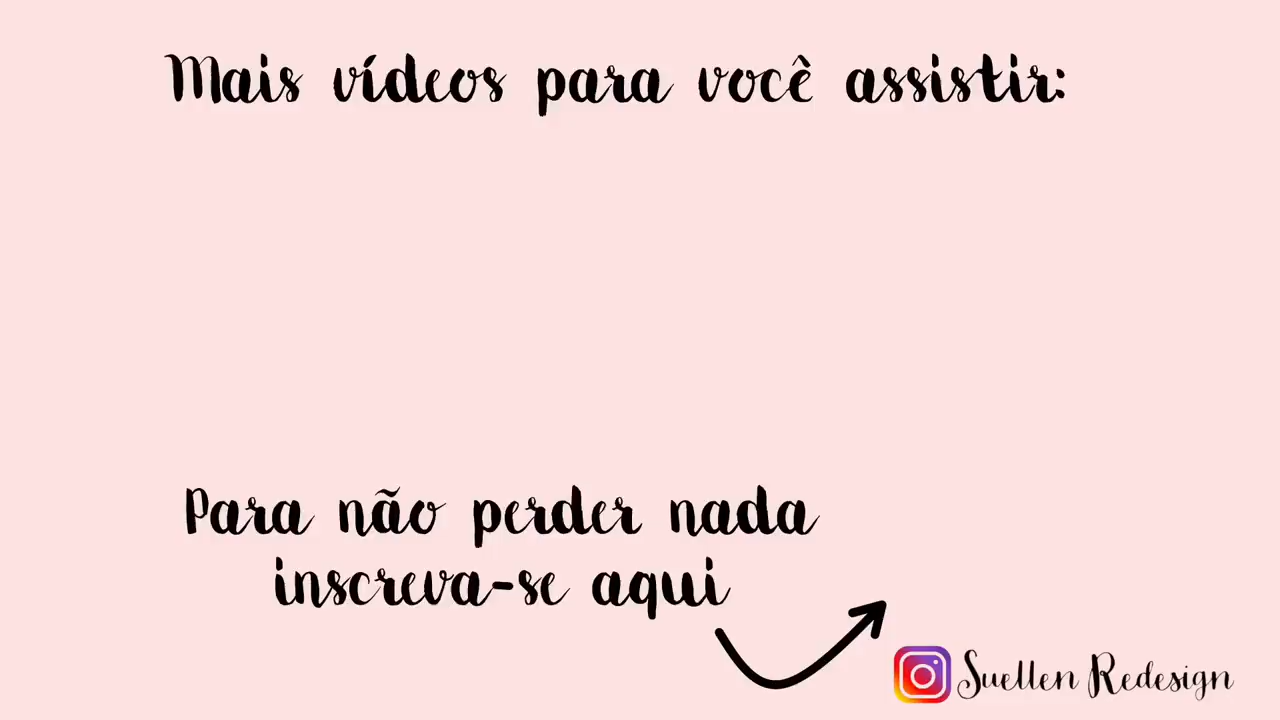 Mais vídeos para você assistir:
Para não perder nada
inscreva-se aqui
Suellen Redesign